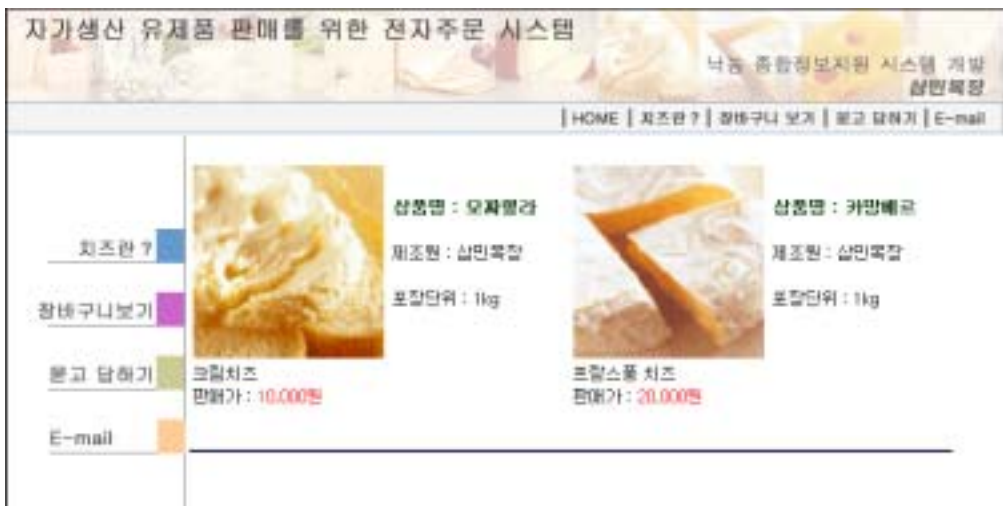 자가생산 유제품 판매를 위한 전자주문 시스템
낙농 종합정보지원 시스템 개발
삼민목장
| HOME | 치즈란 ? | 장바구니 보기 | 묻고 답하기 | E-mail
치즈란 ?
장바구니보기
묻고 답하기
E-mail
상품명 : 모짜렐라
제조원 : 삼민목장
포장단위 : 1kg
크림치즈
판매가 : 10,000원
상품명 : 카망베르
제조원 : 삼민목장
포장단위 : 1kg
프랑스풍 치즈
판매가 : 20,000원